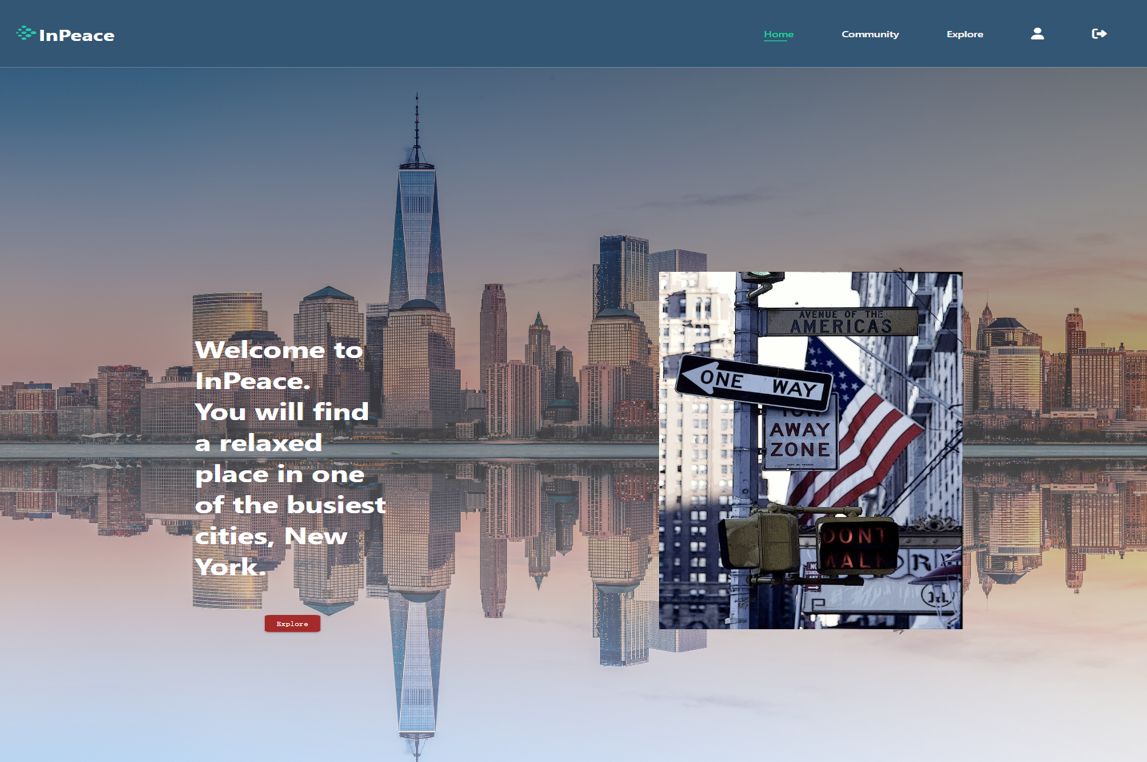 InPeace
Home
Community
Explore
Welcome to
InPeace.
You will find
a relaxed
place in one
of the busiest
cities, New
York.
Explore
AVENUE OF THE
AMERICAS
ONE WAY
TOW
AWAY
ZONE
DONT
WALK